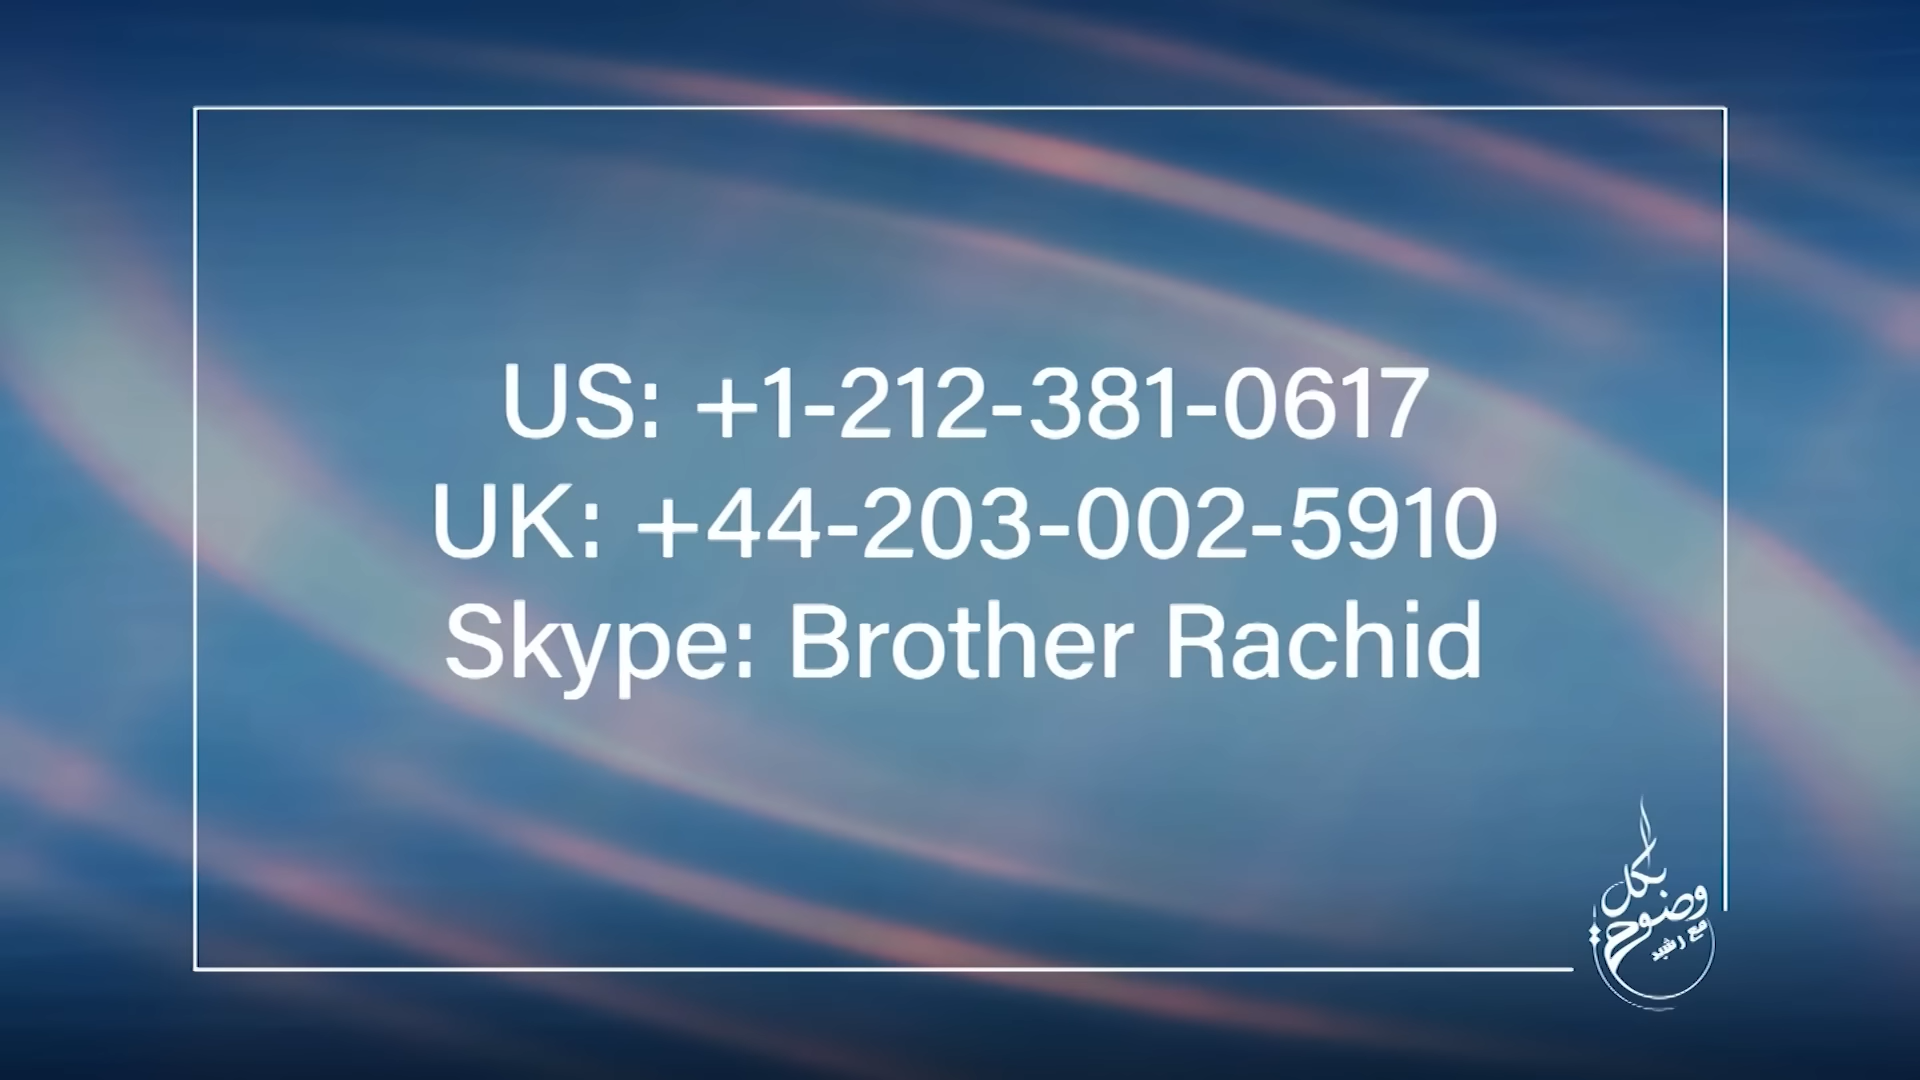 US: +1-212-381-0617
UK: +44-203-002-5910
Skype: Brother Rachid
بكل
وضوح
مع رشيد